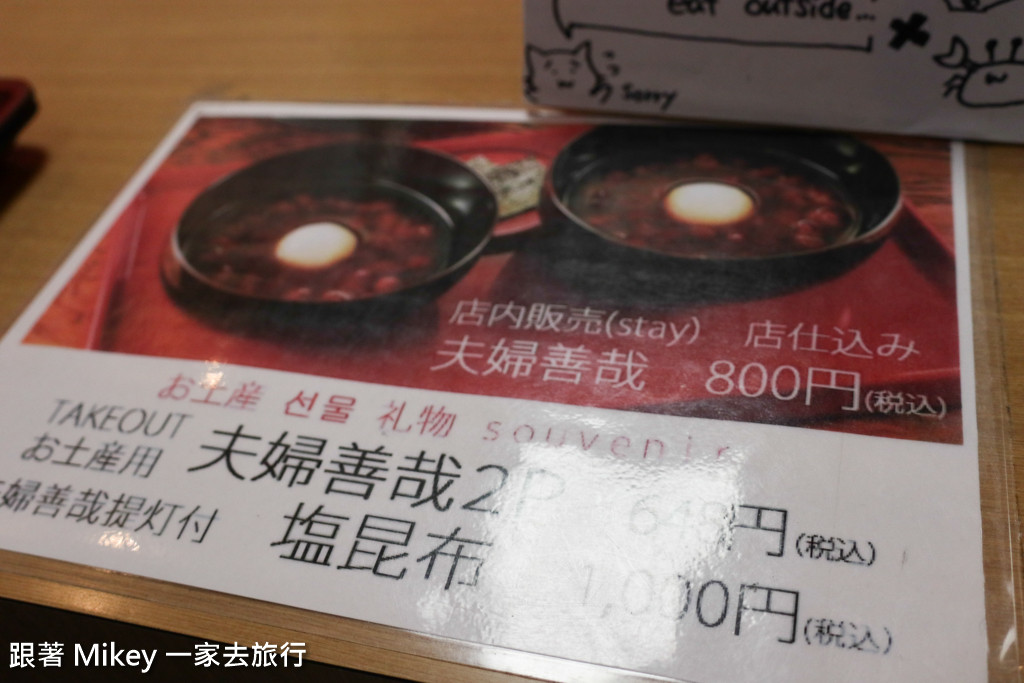 eat outside...
Sorry
店内販売(stay) 店仕込み
夫婦善哉 800円(税込)
お土産 선물 礼物 souvenir
TAKEOUT
お土産用 夫婦善哉2P 648円(税込)
婦善哉提灯付 塩昆布 1,000円(税込)
跟著 Mikey 一家去旅行